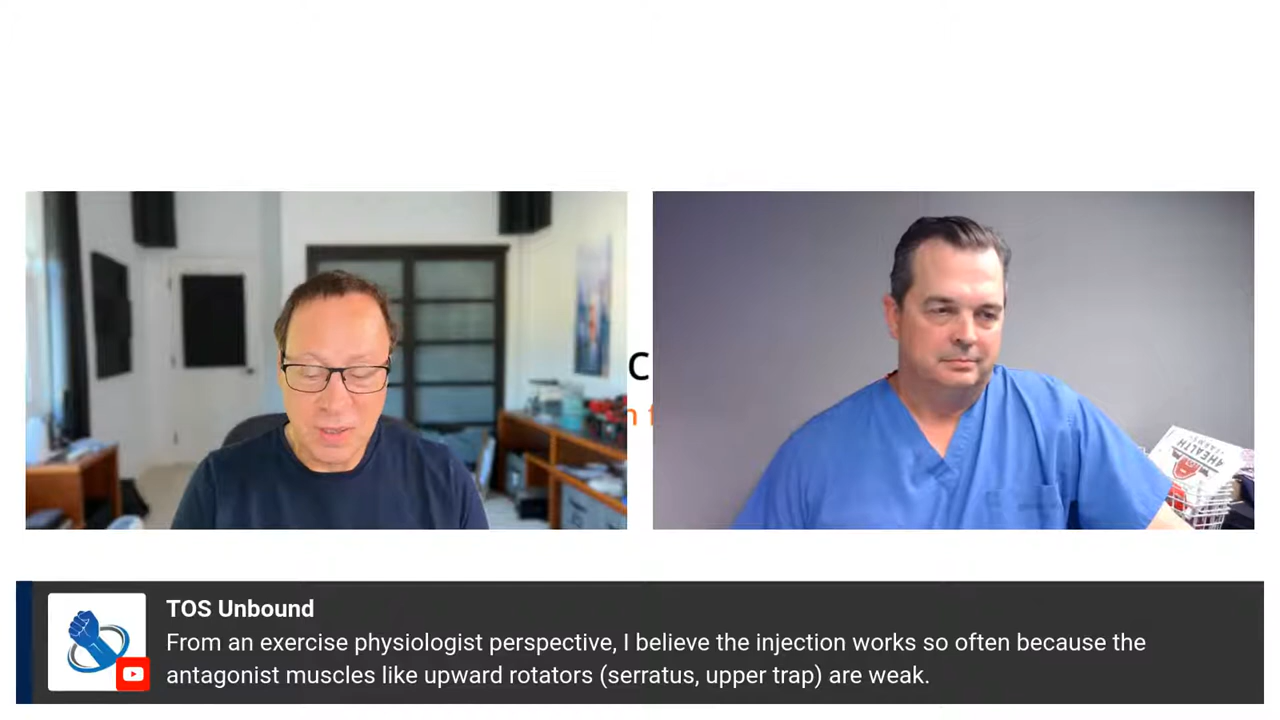 C
n f
4HEALTH
TOS Unbound
From an exercise physiologist perspective, I believe the injection works so often because the
antagonist muscles like upward rotators (serratus, upper trap) are weak.